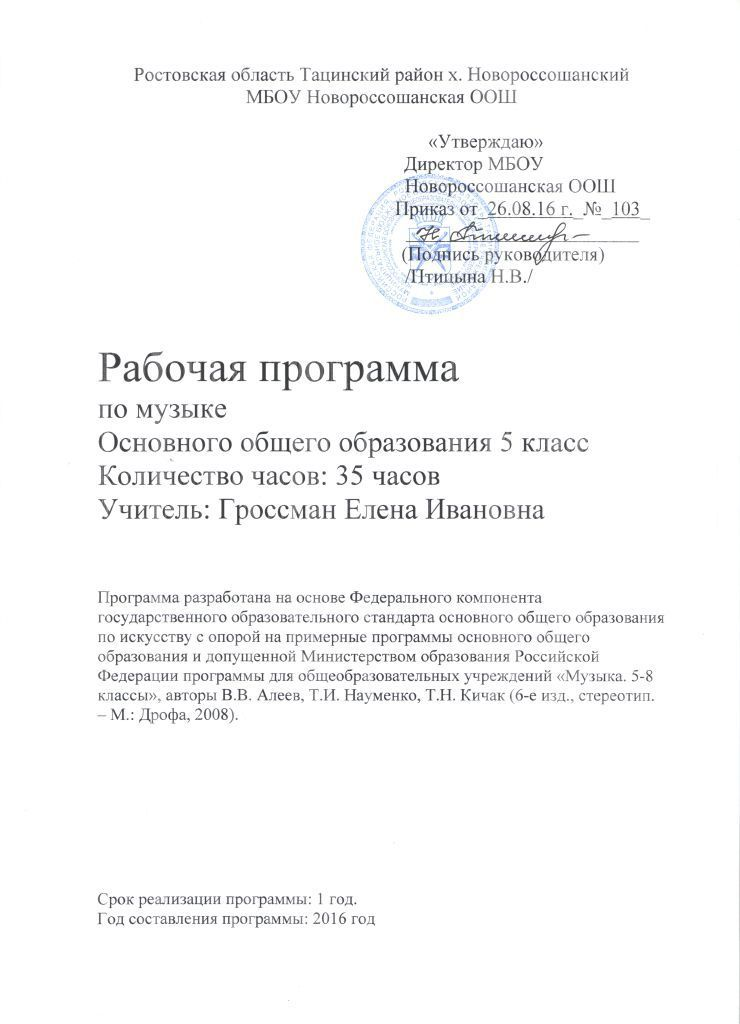 Ростовская область Тацинский район х. Новороссошанский
МБОУ Новороссошанская ООШ
«Утверждаю»
Директор МБОУ
Новороссошанская ООШ
Приказ от_26.08.16 г._№_103_
(Подпись руководителя)
/Птицына Н.В./
Рабочая программа
по музыке
Основного общего образования 5 класс
Количество часов: 35 часов
Учитель: Гроссман Елена Ивановна
Программа разработана на основе Федерального компонента
государственного образовательного стандарта основного общего образования
по искусству с опорой на примерные программы основного общего
образования и допущенной Министерством образования Российской
Федерации программы для общеобразовательных учреждений «Музыка. 5-8
классы», авторы В.В. Алеев, Т.И. Науменко, Т.Н. Кичак (6-е изд., стереотип.
– М.: Дрофа, 2008).
Срок реализации программы: 1 год.
Год составления программы: 2016 год